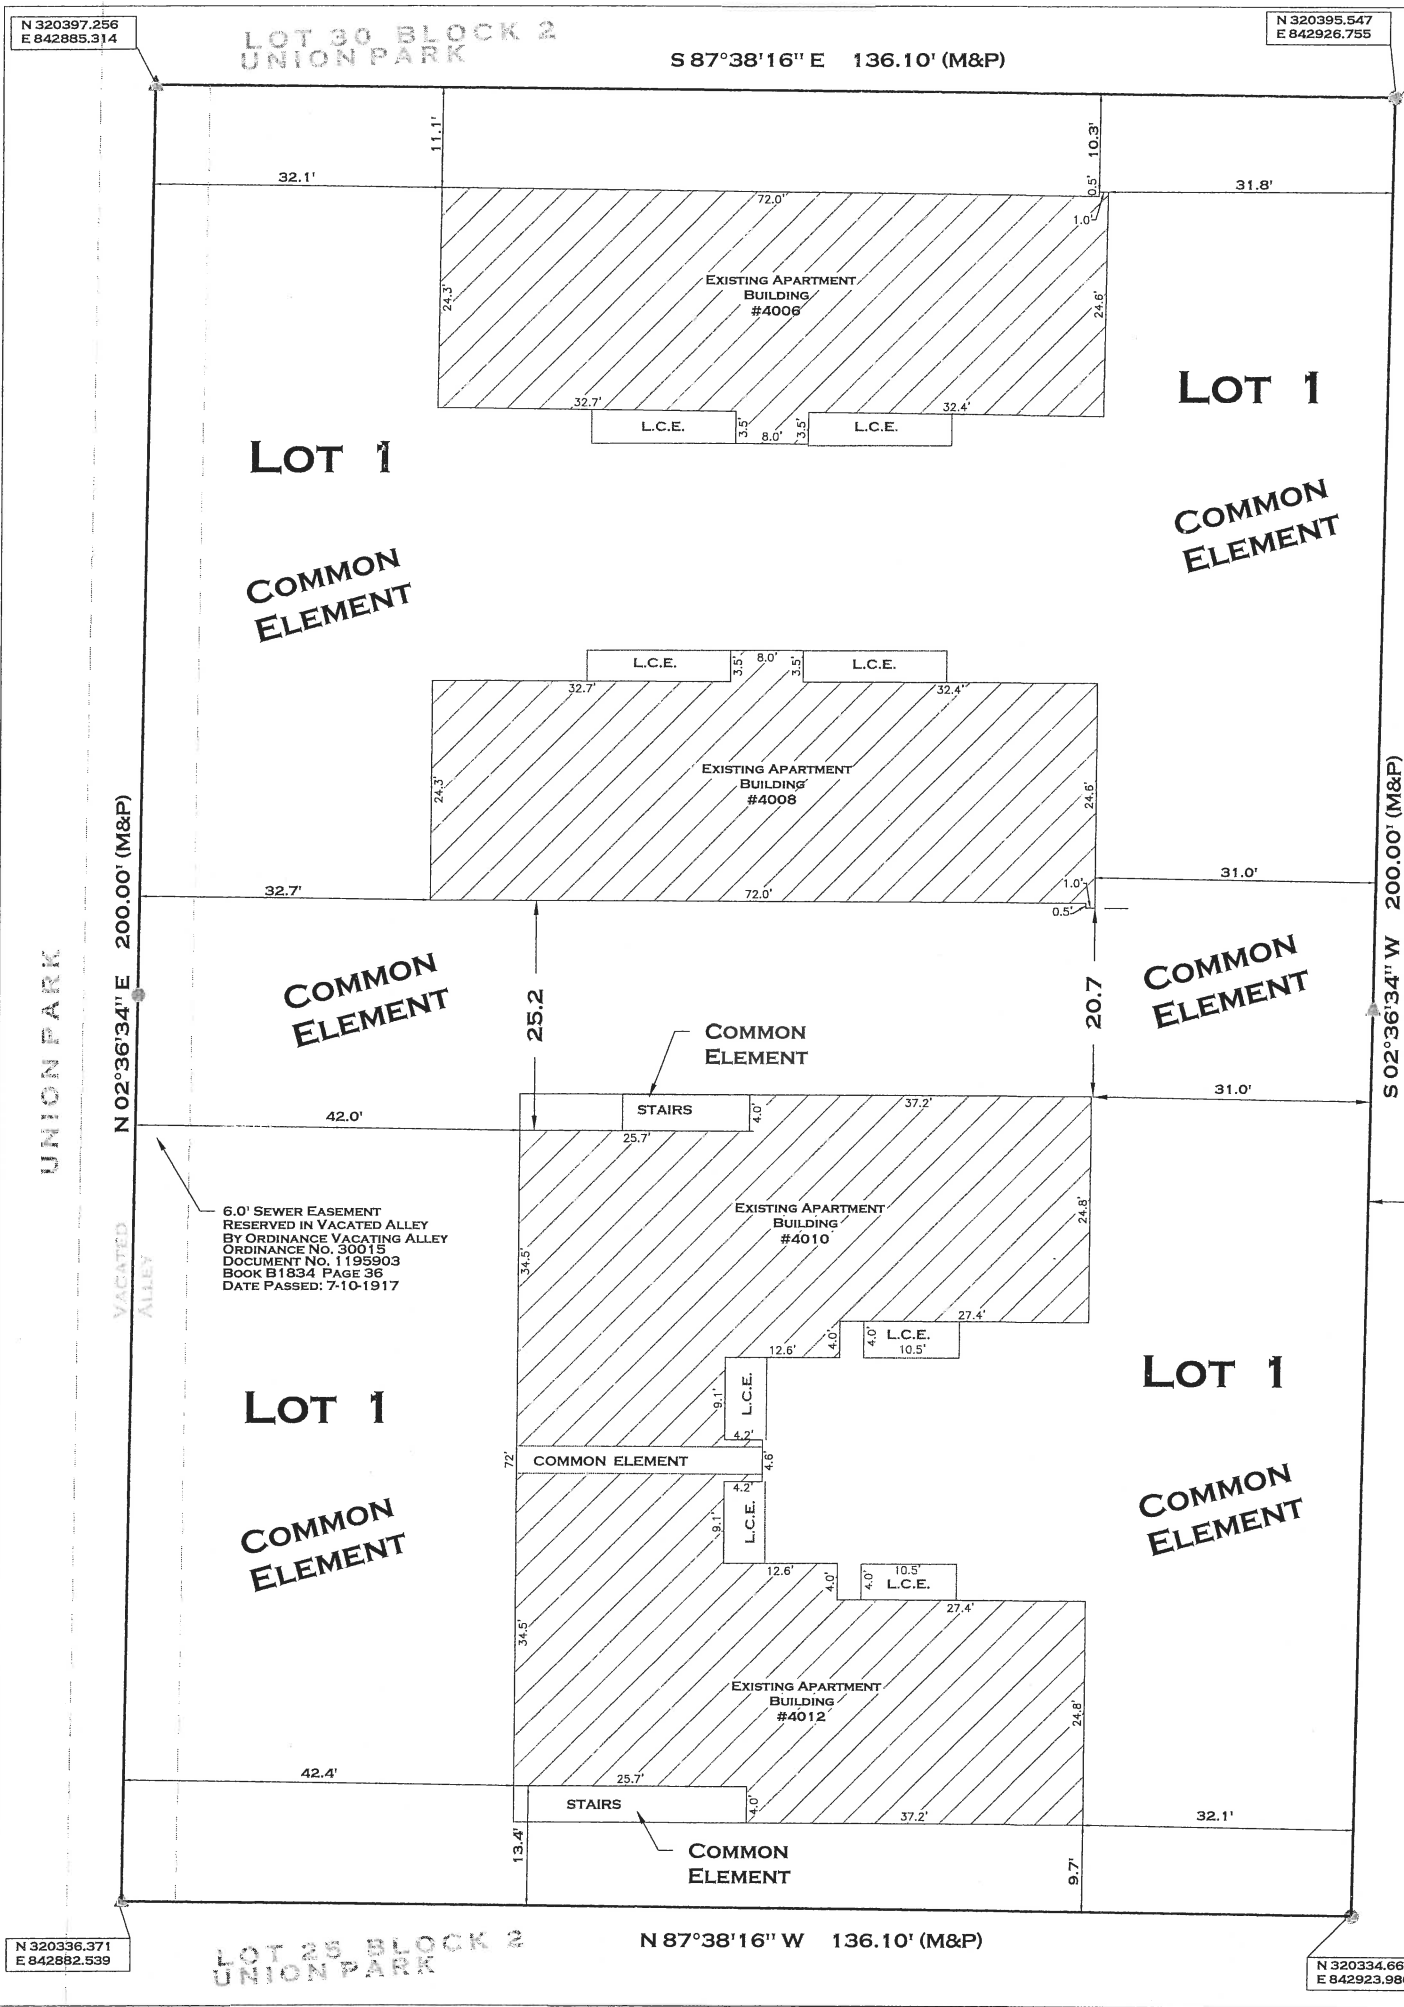 N 320397.256
E 842885.314
LOT 30 BLOCK 2
UNION PARK
S 87°38'16" E 136.10' (M&P)
N 320395.547
E 842926.755
11.1'
10.3'
32.1'
0.5'
31.8'
72.0'
1.0'
EXISTING APARTMENT
BUILDING
#4006
24.3'
24.6'
LOT 1
32.7'
32.4'
L.C.E.
3.5'
8.0'
3.5'
L.C.E.
LOT 1
COMMON
ELEMENT
COMMON
ELEMENT
L.C.E.
3.5'
8.0'
3.5'
L.C.E.
32.7'
32.4'
EXISTING APARTMENT
BUILDING
#4008
24.3'
24.6'
N 02°36'34" E 200.00' (M&P)
S 02°36'34" W 200.00' (M&P)
32.7'
72.0'
1.0'
0.5'
31.0'
UNION PARK
COMMON
ELEMENT
COMMON
ELEMENT
25.2
20.7
COMMON
ELEMENT
31.0'
42.0'
STAIRS
4.0'
37.2'
25.7'
6.0' SEWER EASEMENT
RESERVED IN VACATED ALLEY
BY ORDINANCE VACATING ALLEY
ORDINANCE NO. 30015
DOCUMENT NO. 1195903
BOOK B1834 PAGE 36
DATE PASSED: 7-10-1917
VACATED
ALLEY
34.5'
EXISTING APARTMENT
BUILDING
#4010
24.8'
27.4'
12.6'
4.0'
4.0'
L.C.E.
10.5'
LOT 1
LOT 1
9.1'
L.C.E.
4.2'
72'
COMMON ELEMENT
4.6'
4.2'
9.1'
L.C.E.
COMMON
ELEMENT
COMMON
ELEMENT
12.6'
4.0'
4.0'
10.5'
L.C.E.
27.4'
34.5'
EXISTING APARTMENT
BUILDING
#4012
24.8'
42.4'
25.7'
STAIRS
4.0'
37.2'
32.1'
13.4'
COMMON
ELEMENT
9.7'
N 320336.371
E 842882.539
LOT 25 BLOCK 2
UNION PARK
N 87°38'16" W 136.10' (M&P)
N 320334.66
E 842923.98